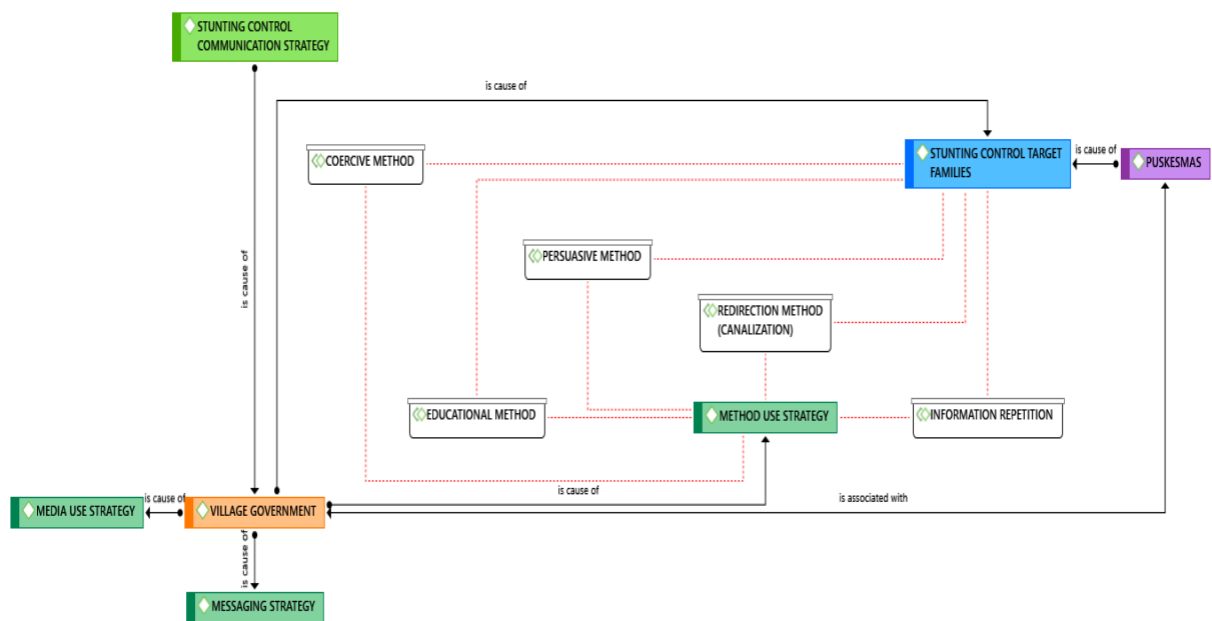 STUNTING CONTROL
COMMUNICATION STRATEGY
is cause of
COERCIVE METHOD
STUNTING CONTROL TARGET
FAMILIES
is cause of
PUSKESMAS
PERSUASIVE METHOD
is cause of
REDIRECTION METHOD
(CANALIZATION)
EDUCATIONAL METHOD
METHOD USE STRATEGY
INFORMATION REPETITION
is cause of
is cause of
is associated with
MEDIA USE STRATEGY
VILLAGE GOVERNMENT
is cause of
MESSAGING STRATEGY